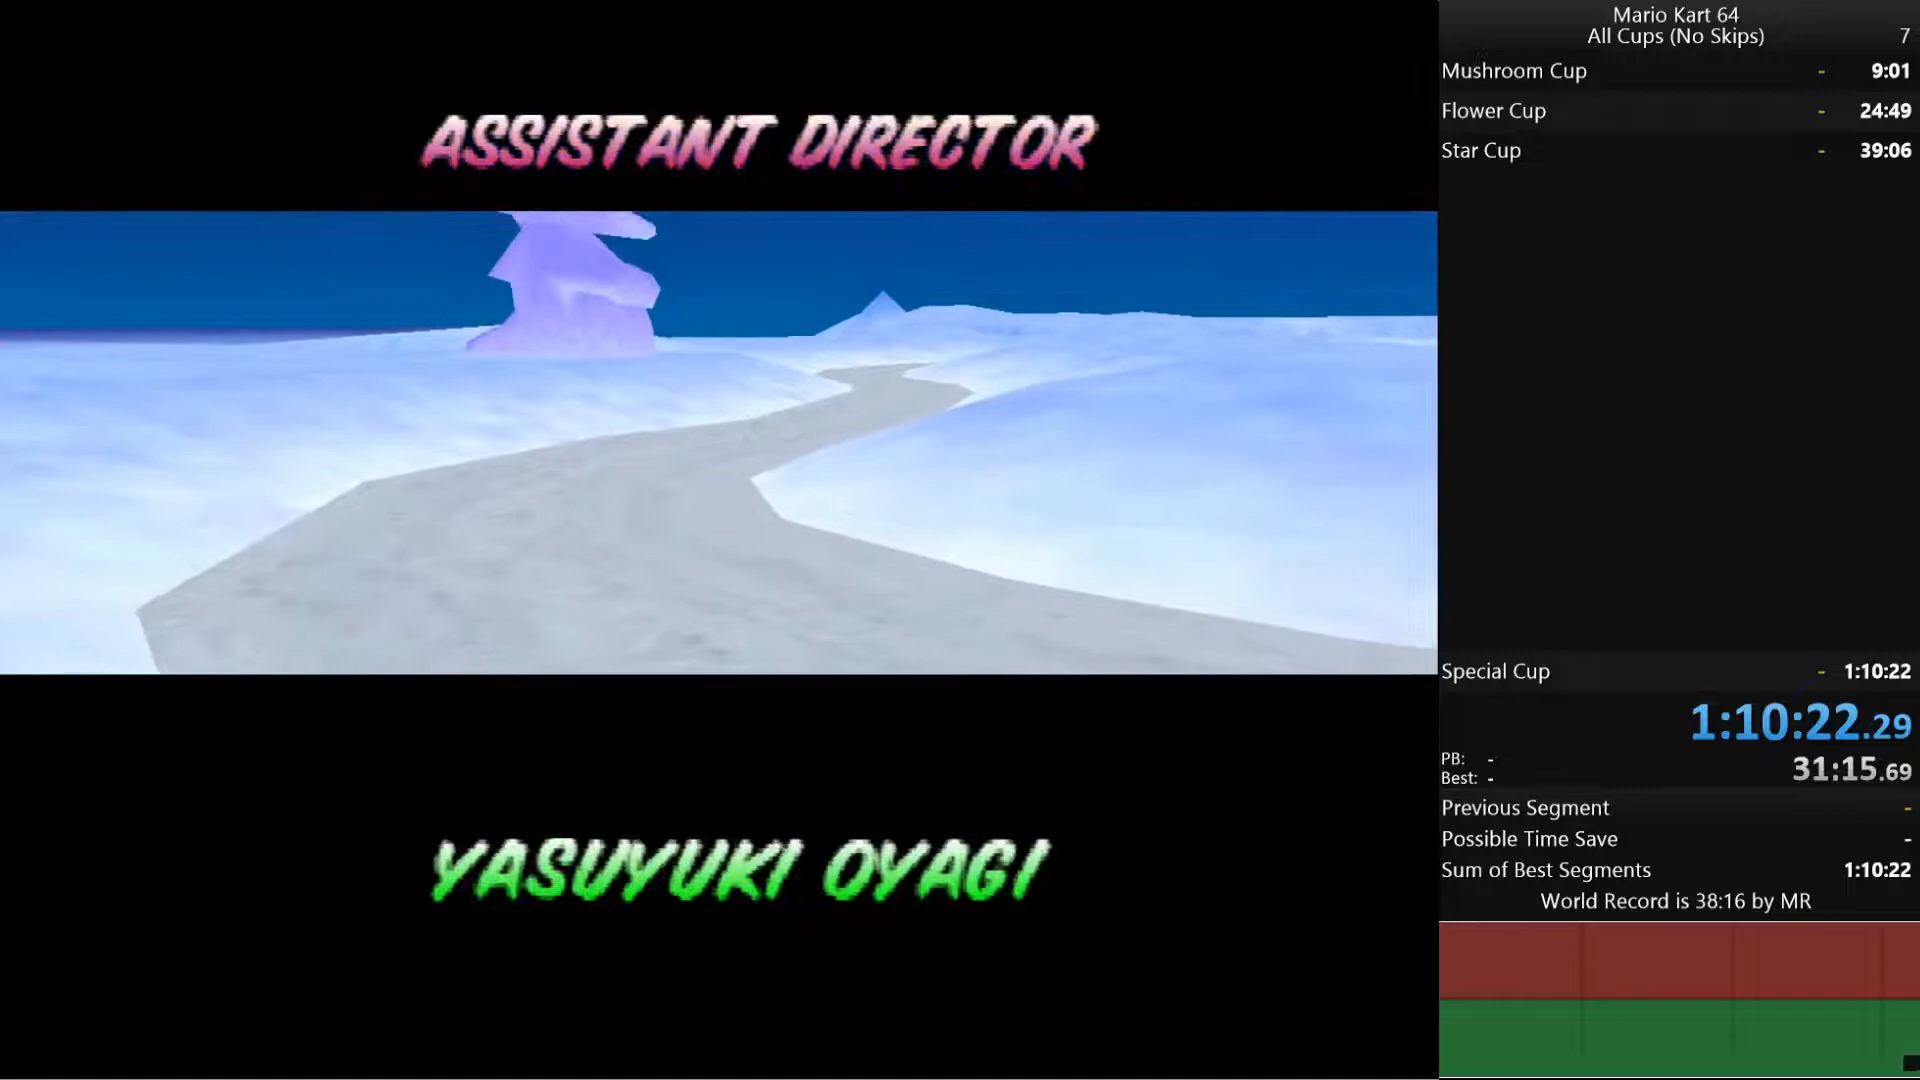 ASSISTANT DIRECTOR
YASUYUKI OYAGI
Mario Kart 64
All Cups (No Skips) 7
Mushroom Cup - 9:01
Flower Cup - 24:49
Star Cup - 39:06
Special Cup - 1:10:22
1:10:22.29
PB: -
Best: -
31:15.69
Previous Segment -
Possible Time Save -
Sum of Best Segments 1:10:22
World Record is 38:16 by MR